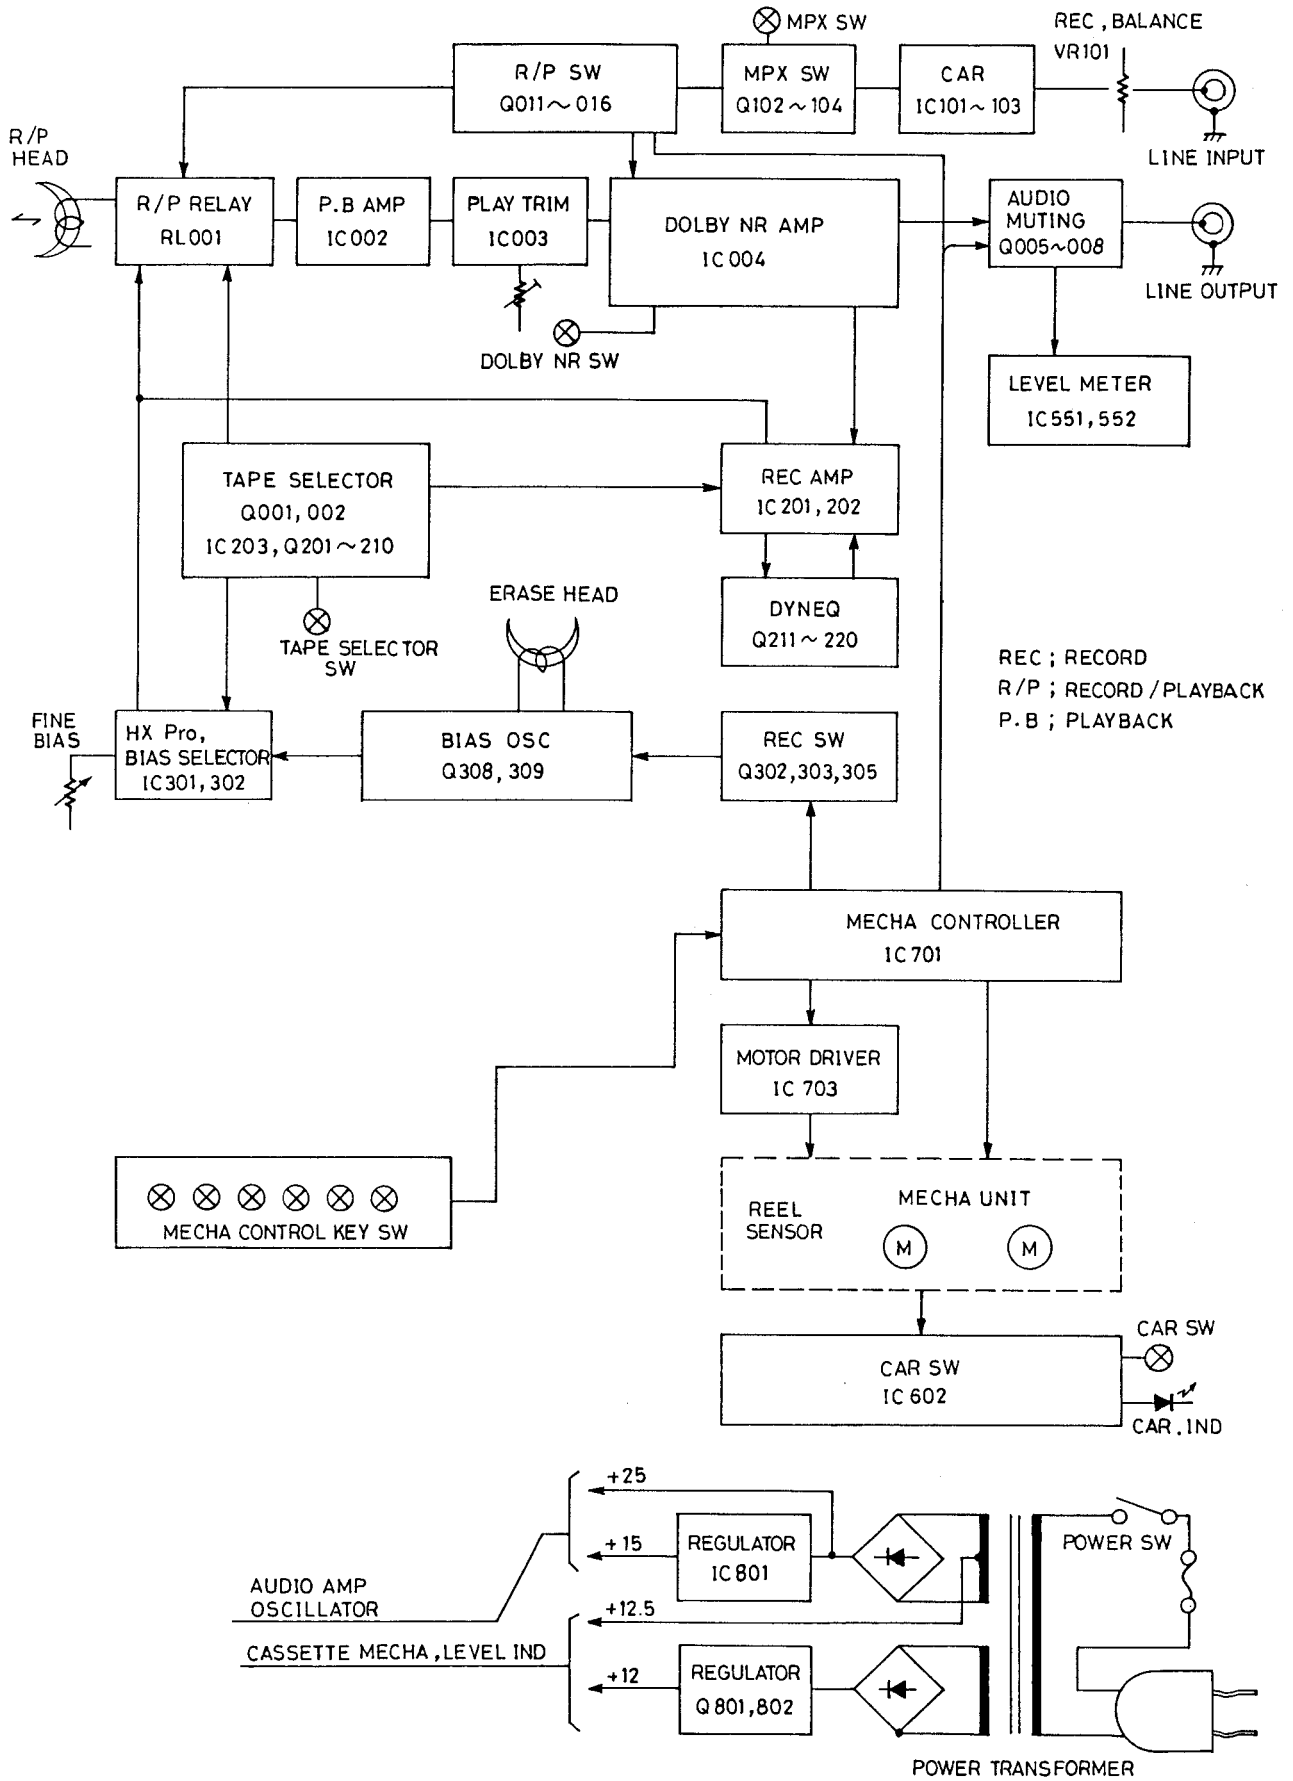 MPX SW
REC, BALANCE
VR101
R/P SW
Q011～016
MPX SW
Q102～104
CAR
IC101～103
LINE INPUT
R/P
HEAD
R/P RELAY
RL001
P.B AMP
IC002
PLAY TRIM
IC003
DOLBY NR AMP
IC004
AUDIO
MUTING
Q005～008
LINE OUTPUT
DOLBY NR SW
LEVEL METER
IC551,552
TAPE SELECTOR
Q001,002
IC203,Q201～210
REC AMP
IC201,202
TAPE SELECTOR
SW
ERASE HEAD
DYNEQ
Q211～220
REC ; RECORD
R/P ; RECORD/PLAYBACK
P.B ; PLAYBACK
FINE
BIAS
HX Pro,
BIAS SELECTOR
IC301,302
BIAS OSC
Q308,309
REC SW
Q302,303,305
MECHA CONTROLLER
IC701
MOTOR DRIVER
IC703
MECHA CONTROL KEY SW
MECHA UNIT
REEL
SENSOR
M
M
CAR SW
CAR SW
IC602
CAR.IND
+25
+15
REGULATOR
IC801
POWER SW
AUDIO AMP
OSCILLATOR
+12.5
CASSETTE MECHA,LEVEL IND
+12
REGULATOR
Q801,802
POWER TRANSFORMER